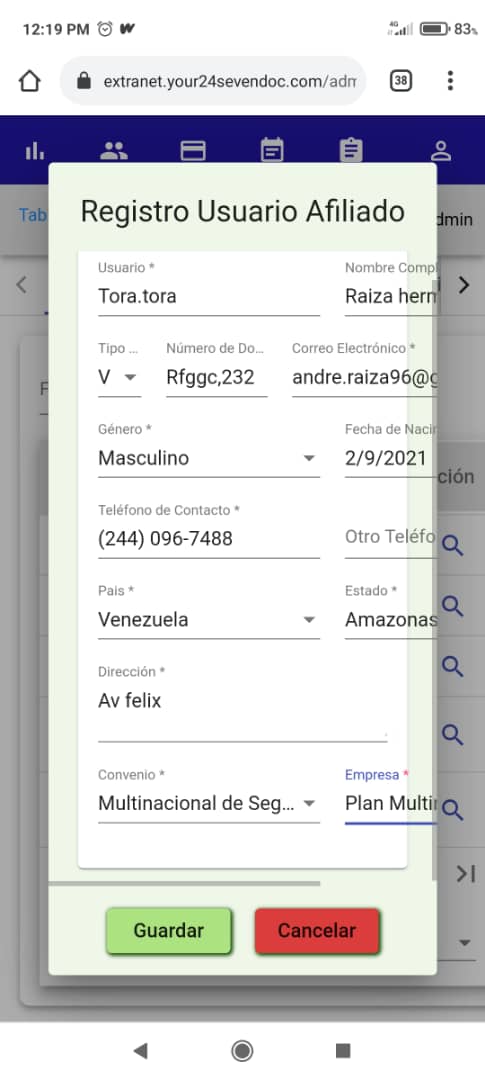 12:19 PM
4G
83%
extranet.your24sevendoc.com/adm
38
Tab
dmin
Registro Usuario Afiliado
Usuario *
Nombre Compl
Tora.tora
Raiza hern
Tipo ...
Número de Do...
Correo Electrónico *
V
Rfggc,232
andre.raiza96@g
Género *
Fecha de Nacin
Masculino
2/9/2021
ción
Teléfono de Contacto *
(244) 096-7488
Otro Teléfo
Pais *
Estado *
Venezuela
Amazonas
Dirección *
Av felix
Convenio *
Empresa *
Multinacional de Seg...
Plan Multin
Guardar
Cancelar